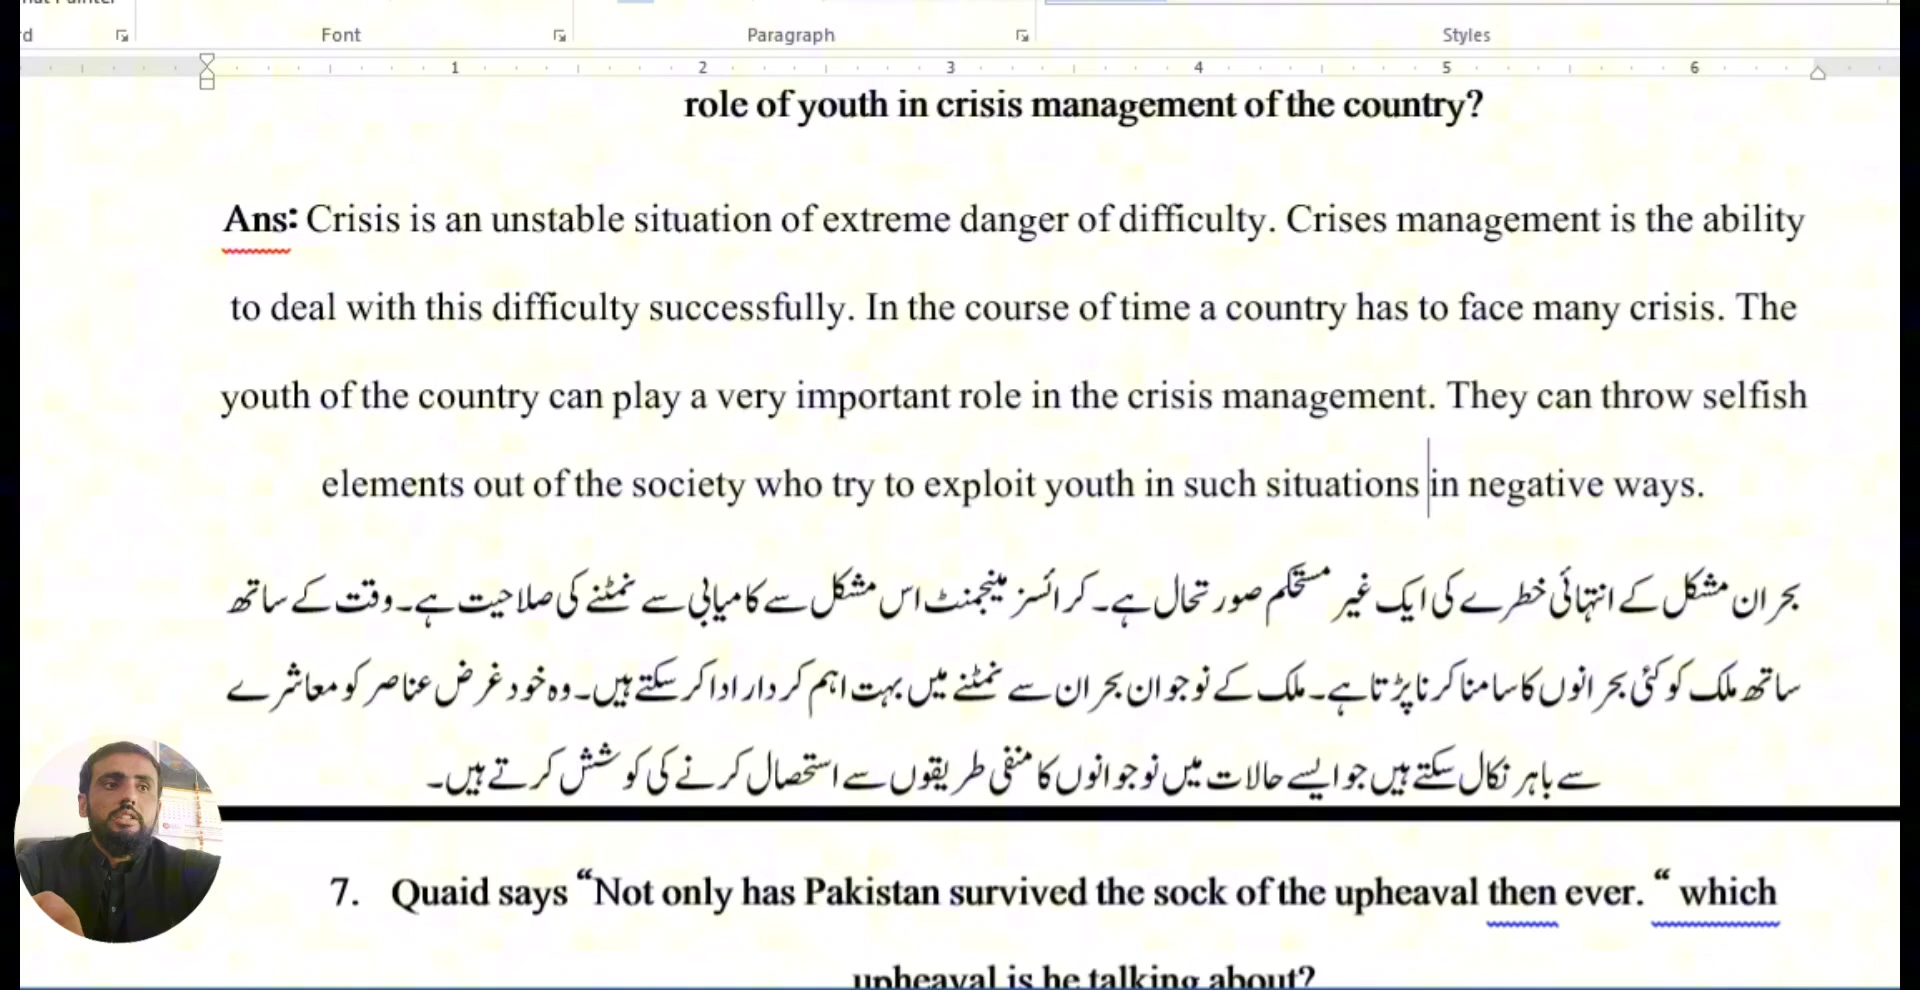 Font
Paragraph
Styles
1 2 3 4 5 6
role of youth in crisis management of the country?
Ans: Crisis is an unstable situation of extreme danger of difficulty. Crises management is the ability
to deal with this difficulty successfully. In the course of time a country has to face many crisis. The
youth of the country can play a very important role in the crisis management. They can throw selfish
elements out of the society who try to exploit youth in such situations in negative ways.
بحران مشکل کے انتہائی خطرے کی ایک غیر مستحکم صورتحال ہے۔ کرائسز مینجمنٹ اس مشکل سے کامیابی سے نمٹنے کی صلاحیت ہے۔ وقت کے ساتھ
ساتھ ملک کو کئی بحرانوں کا سامنا کرنا پڑتا ہے۔ ملک کے نوجوان بحران سے نمٹنے میں بہت اہم کردار ادا کر سکتے ہیں۔ وہ خود غرض عناصر کو معاشرے
سے باہر نکال سکتے ہیں جو ایسے حالات میں نوجوانوں کا منفی طریقوں سے استحصال کرنے کی کوشش کرتے ہیں۔
7. Quaid says “Not only has Pakistan survived the sock of the upheaval then ever. “ which
upheaval is he talking about?